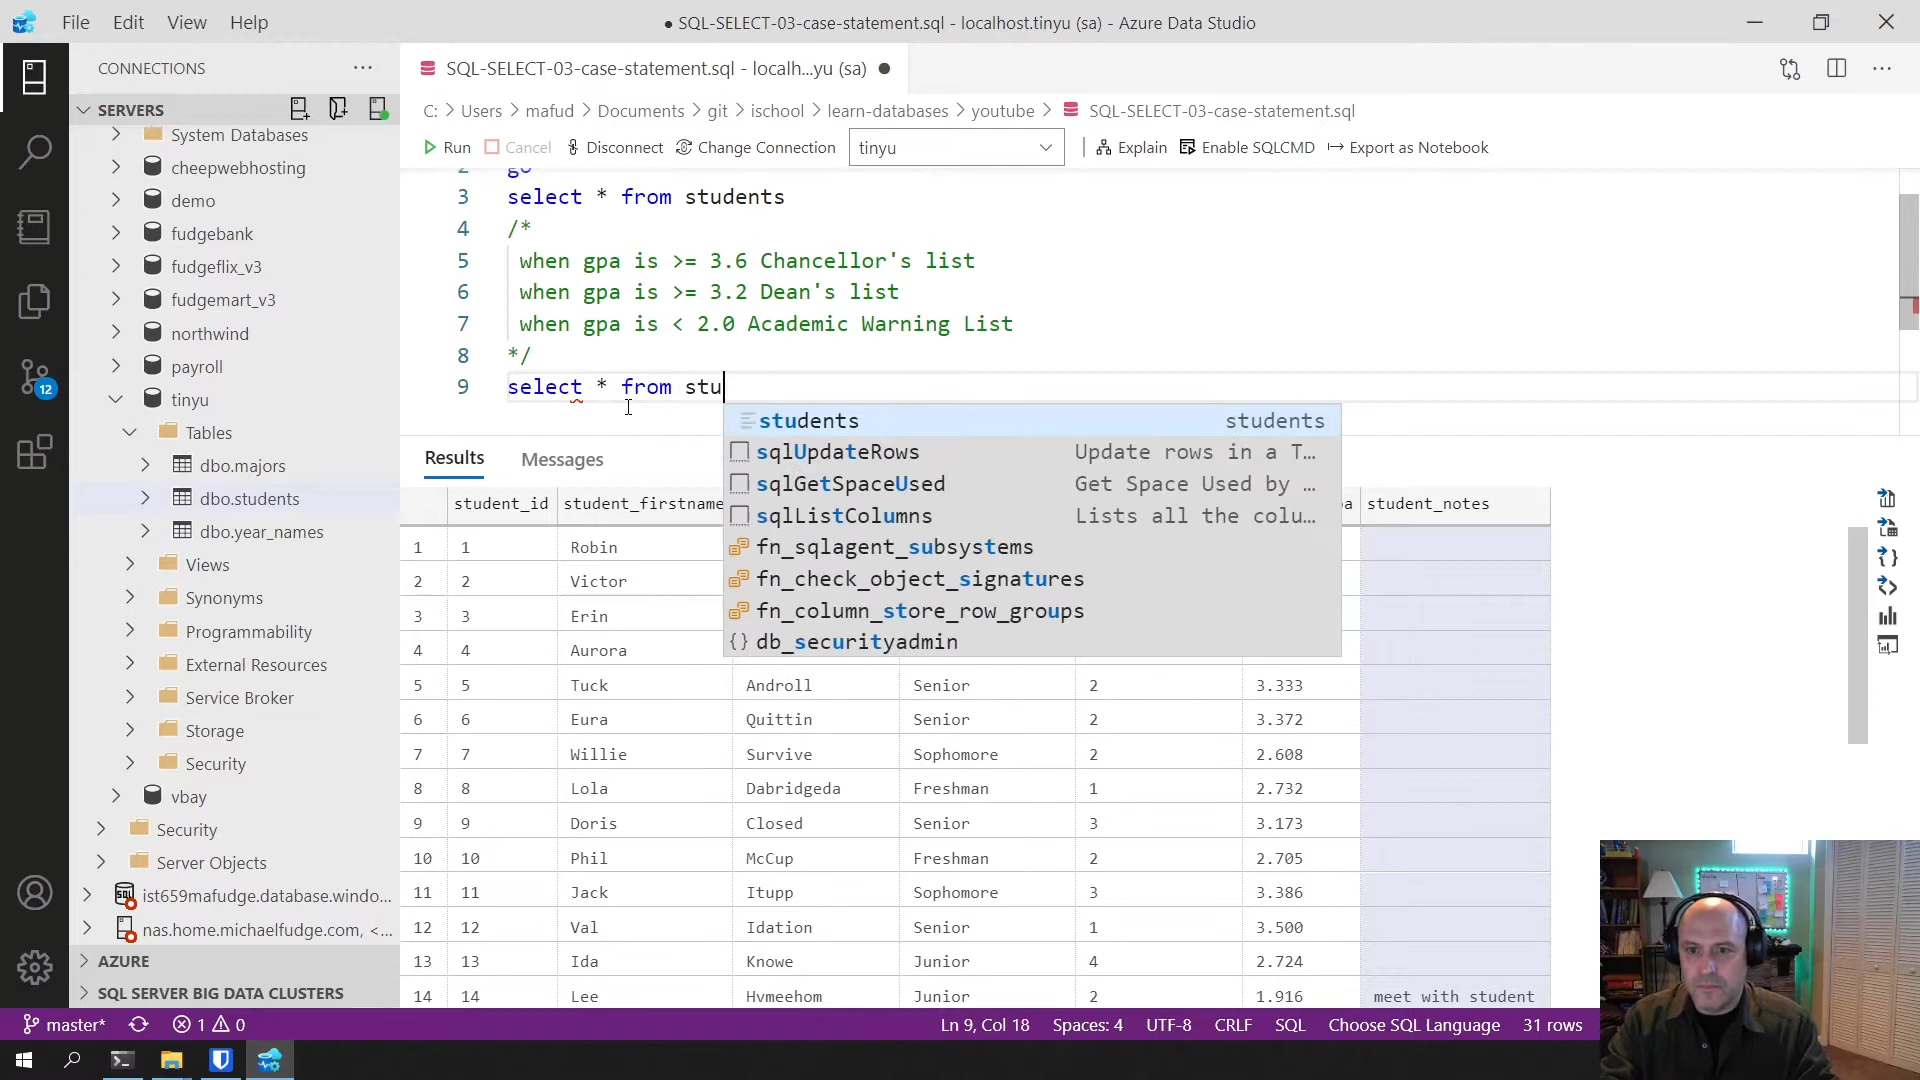 File Edit View Help
● SQL-SELECT-03-case-statement.sql - localhost.tinyu (sa) - Azure Data Studio
CONNECTIONS
SQL-SELECT-03-case-statement.sql - localh...yu (sa)
SERVERS
C: > Users > mafud > Documents > git > ischool > learn-databases > youtube > SQL-SELECT-03-case-statement.sql
Run Cancel Disconnect Change Connection tinyu Explain Enable SQLCMD Export as Notebook
System Databases
cheepwebhosting
demo
fudgebank
fudgeflix_v3
fudgemart_v3
northwind
payroll
tinyu
Tables
dbo.majors
dbo.students
dbo.year_names
Views
Synonyms
Programmability
External Resources
Service Broker
Storage
Security
vbay
Security
Server Objects
ist659mafudge.database.windo...
nas.home.michaelfudge.com, <...
AZURE
SQL SERVER BIG DATA CLUSTERS
12
2 go
3 select * from students
4 /*
5 when gpa is >= 3.6 Chancellor's list
6 when gpa is >= 3.2 Dean's list
7 when gpa is < 2.0 Academic Warning List
8 */
9 select * from stu
students students
sqlUpdateRows Update rows in a T...
sqlGetSpaceUsed Get Space Used by ...
sqlListColumns Lists all the colu...
fn_sqlagent_subsystems
fn_check_object_signatures
fn_column_store_row_groups
db_securityadmin
Results Messages
student_id student_firstname a student_notes
1 1 Robin
2 2 Victor
3 3 Erin
4 4 Aurora
5 5 Tuck Androll Senior 2 3.333
6 6 Eura Quittin Senior 2 3.372
7 7 Willie Survive Sophomore 2 2.608
8 8 Lola Dabridgeda Freshman 1 2.732
9 9 Doris Closed Senior 3 3.173
10 10 Phil McCup Freshman 2 2.705
11 11 Jack Itupp Sophomore 3 3.386
12 12 Val Idation Senior 1 3.500
13 13 Ida Knowe Junior 4 2.724
14 14 Lee Hvmeehom Junior 2 1.916 meet with student
master* 1 0 Ln 9, Col 18 Spaces: 4 UTF-8 CRLF SQL Choose SQL Language 31 rows